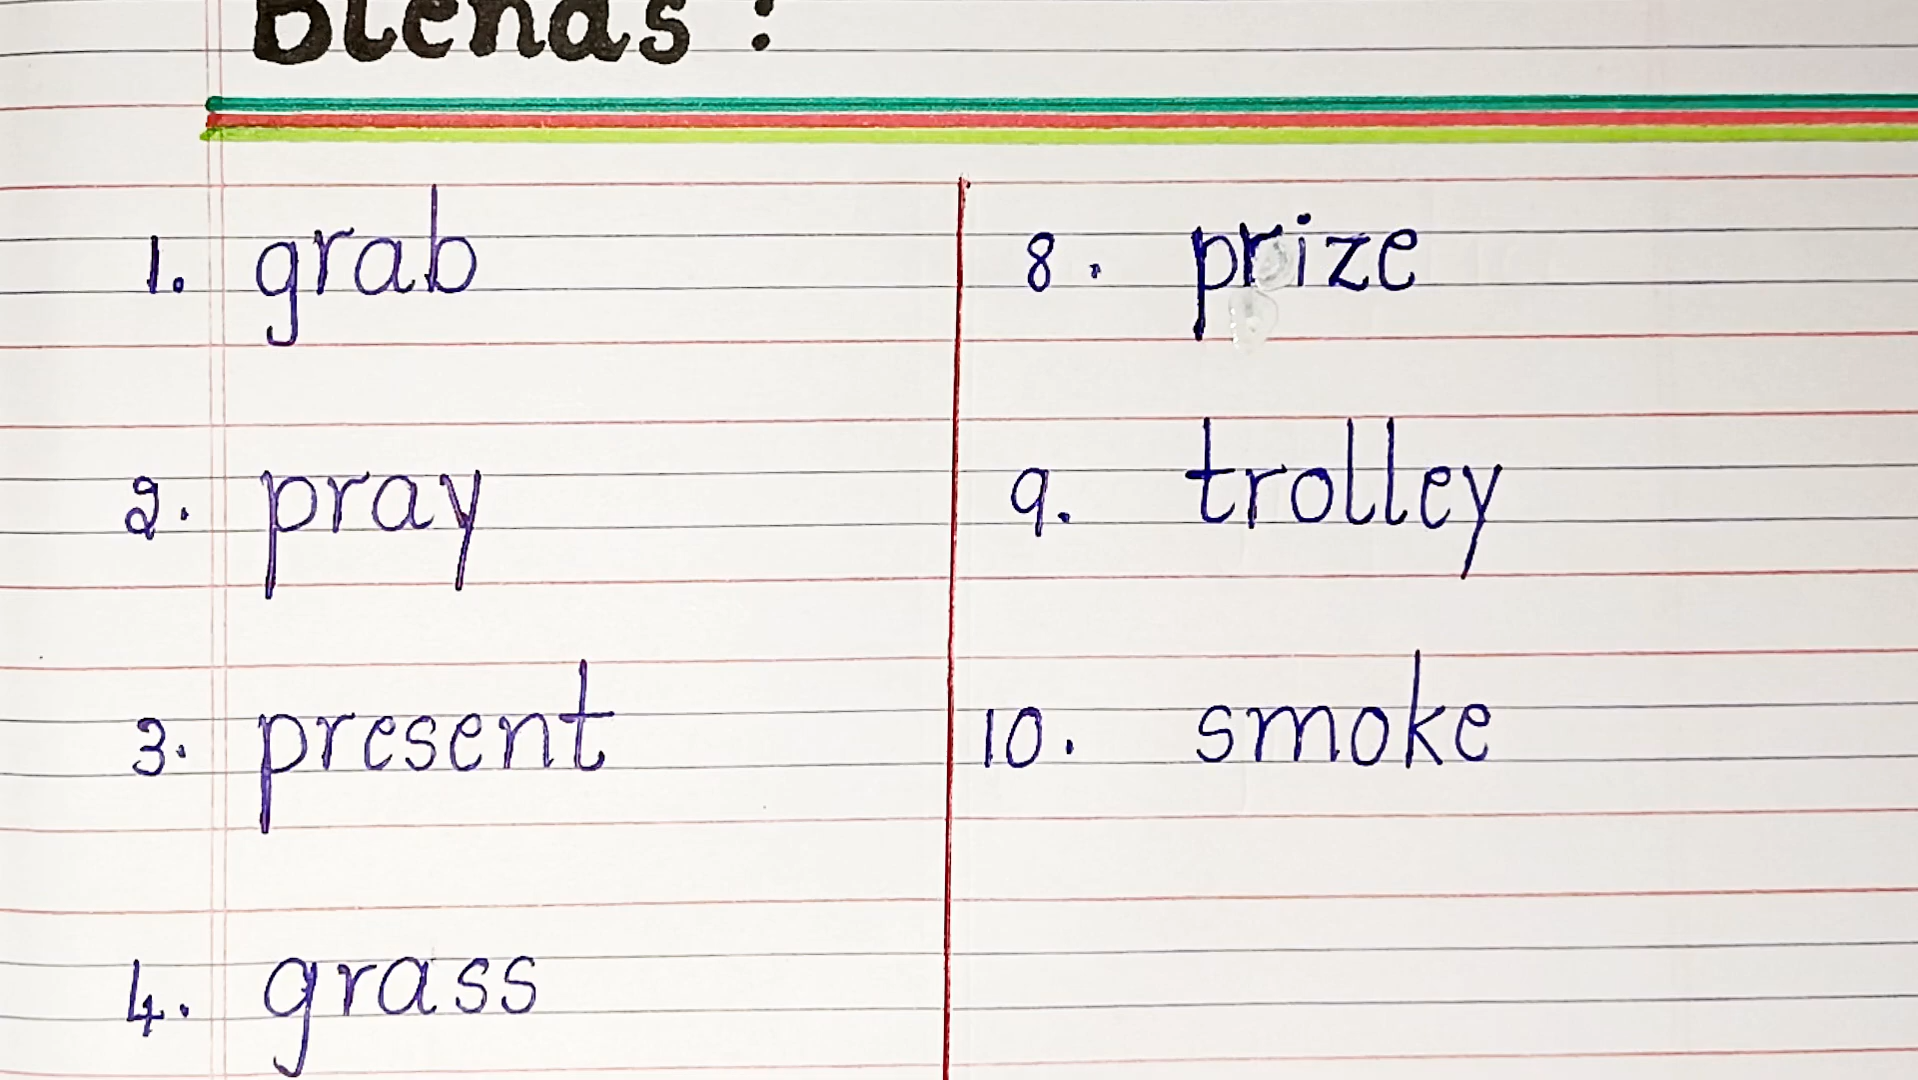 Blends :
1. grab
2. pray
3. present
4. grass
8. prize
9. trolley
10. smoke